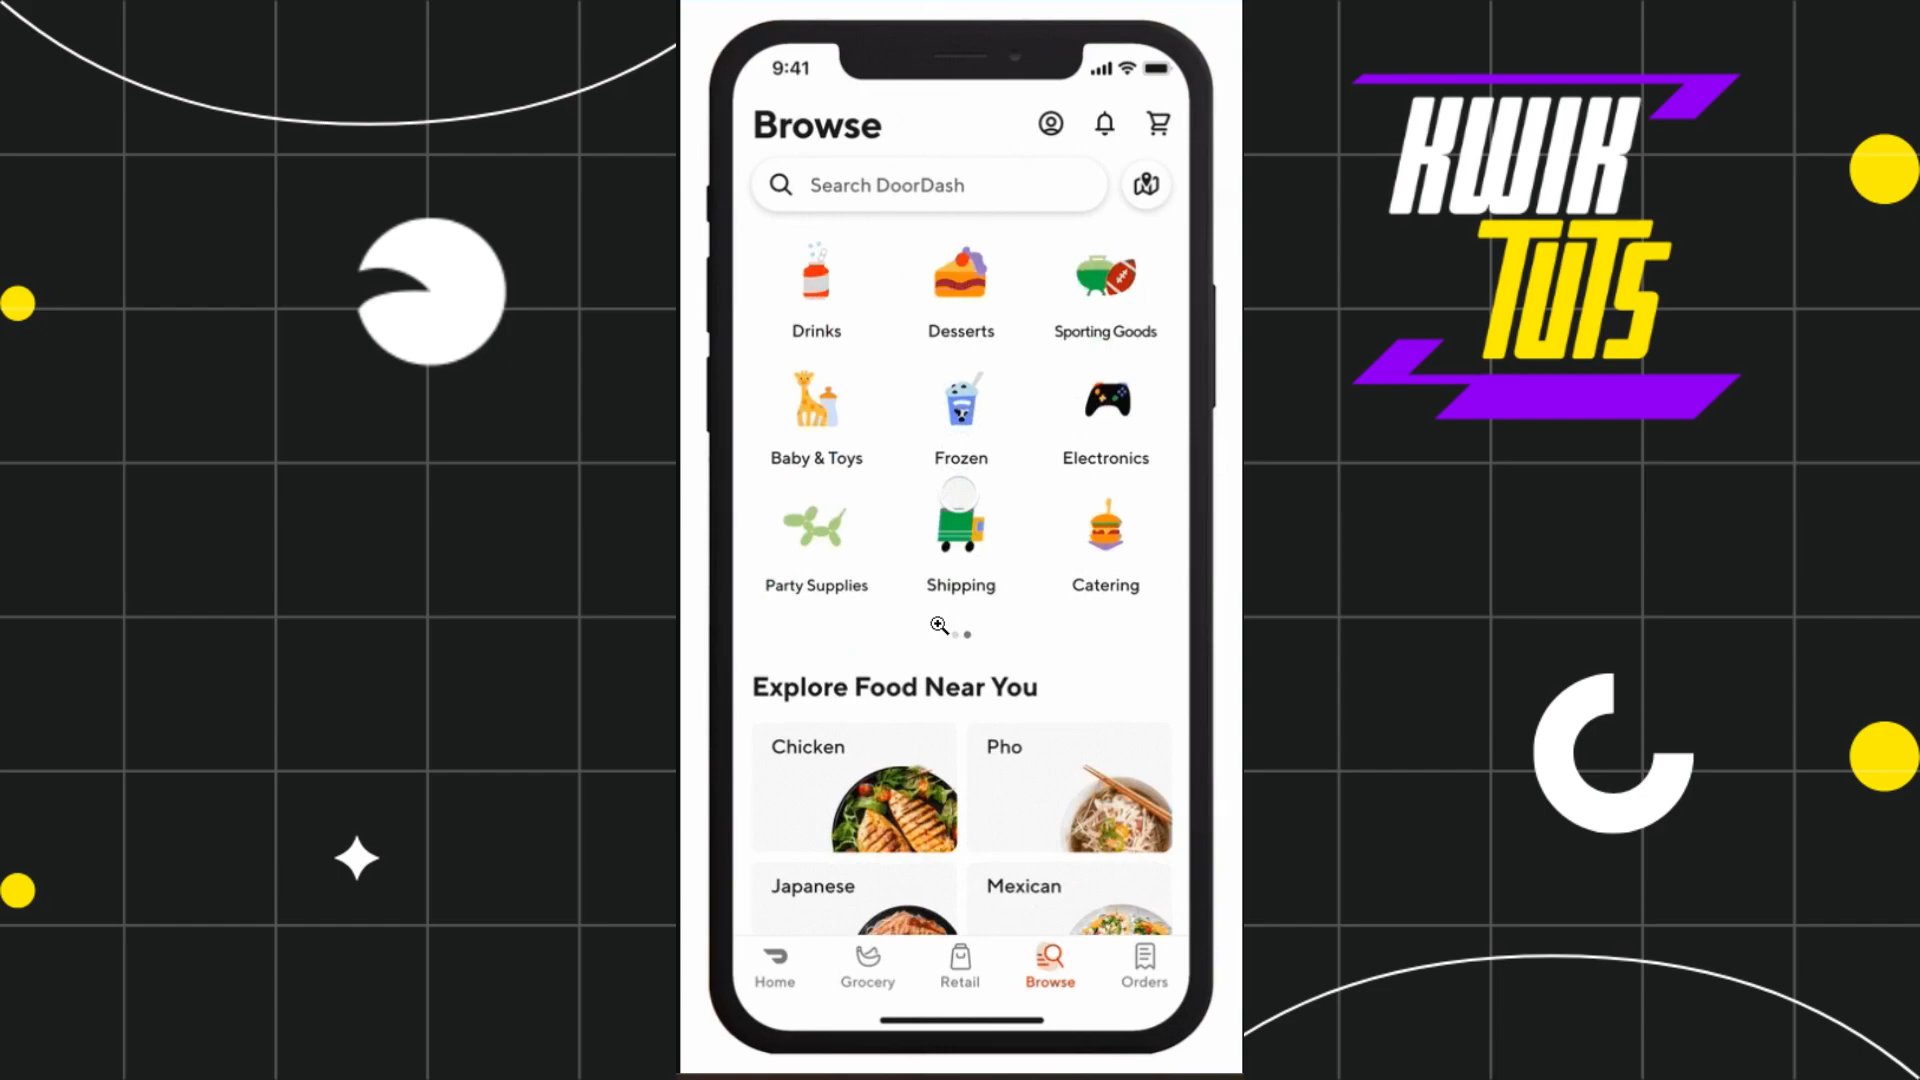 9:41
Browse
Search DoorDash
Drinks
Desserts
Sporting Goods
Baby & Toys
Frozen
Electronics
Party Supplies
Shipping
Catering
Explore Food Near You
Chicken
Pho
Japanese
Mexican
Home
Grocery
Retail
Browse
Orders
KWIK
TUTS